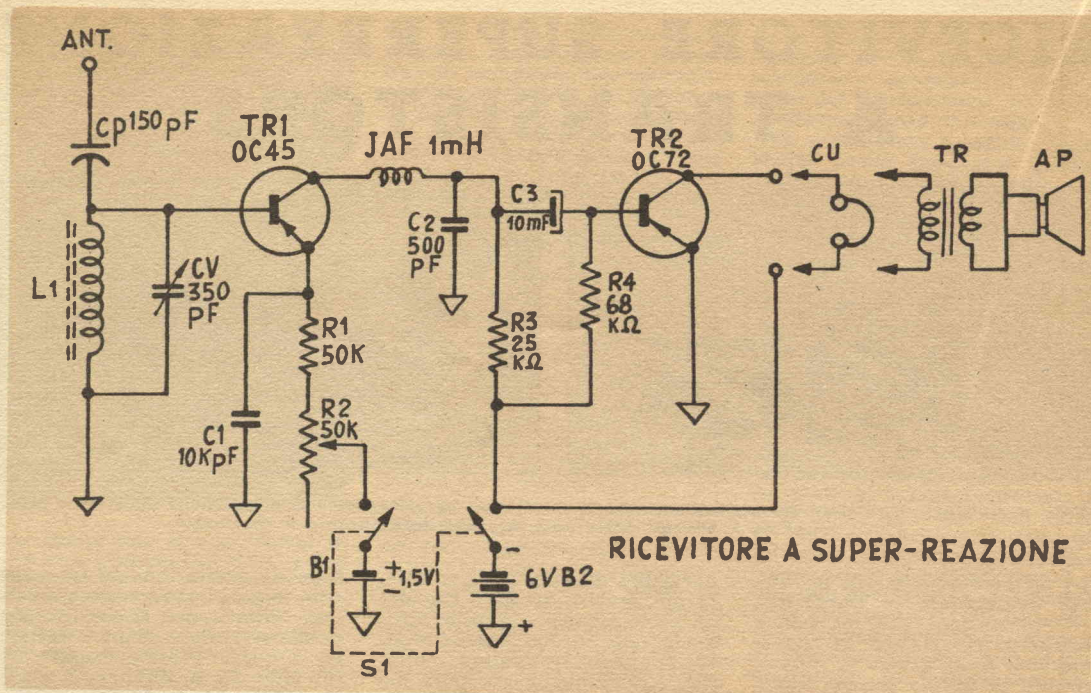 ANT.
Cp 150 pF
TR1
OC45
JAF 1mH
TR2
OC72
CU
TR
AP
C3
10mF
C2
500
PF
L1
CV
350
PF
R4
68
KΩ
R1
50K
R3
25
KΩ
R2
50K
C1
10KpF
B1
+
1,5V
-
-
6V B2
+
S1
RICEVITORE A SUPER-REAZIONE